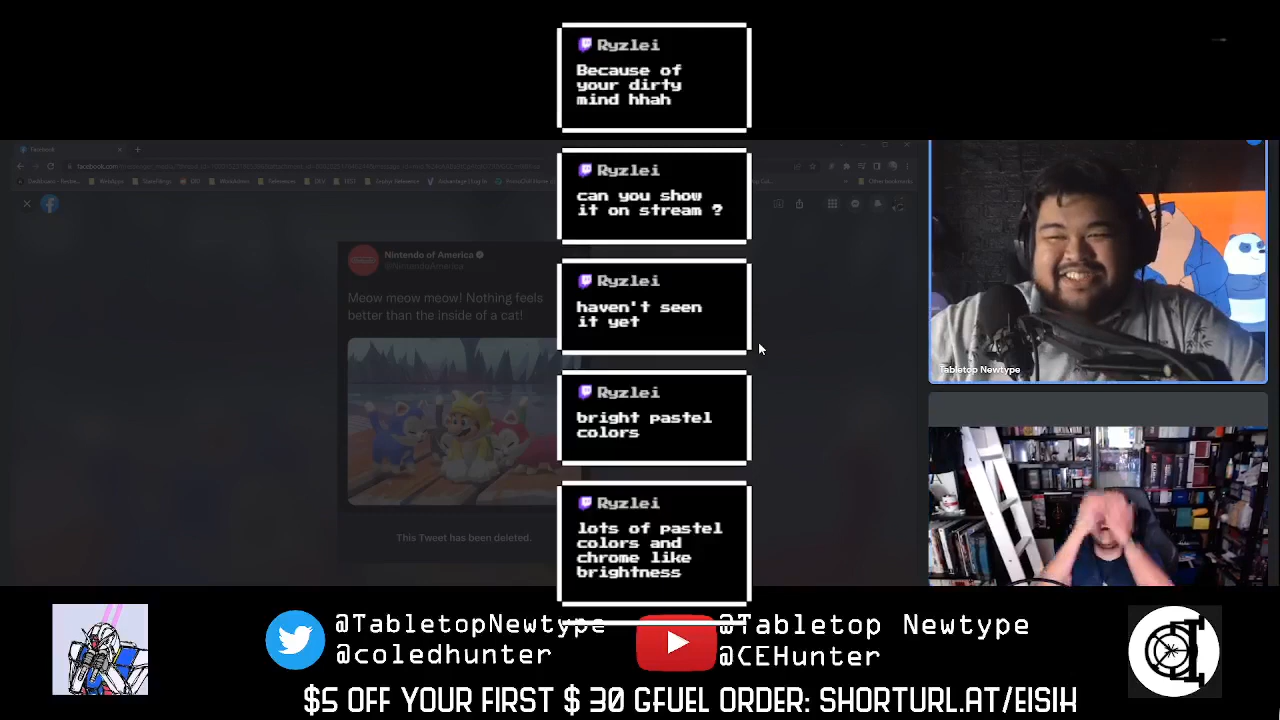 Ryzlei
Because of
your dirty
mind hhah
Ryzlei
can you show
it on stream ?
Ryzlei
haven't seen
it yet
Ryzlei
bright pastel
colors
Ryzlei
lots of pastel
colors and
chrome like
brightness
Facebook
Nintendo of America
@NintendoAmerica
Meow meow meow! Nothing feels
better than the inside of a cat!
This Tweet has been deleted.
Tabletop Newtype
@TabletopNewtype
@coledhunter
@Tabletop Newtype
@CEHunter
$5 OFF YOUR FIRST $ 30 GFUEL ORDER: SHORTURL.AT/EISIH